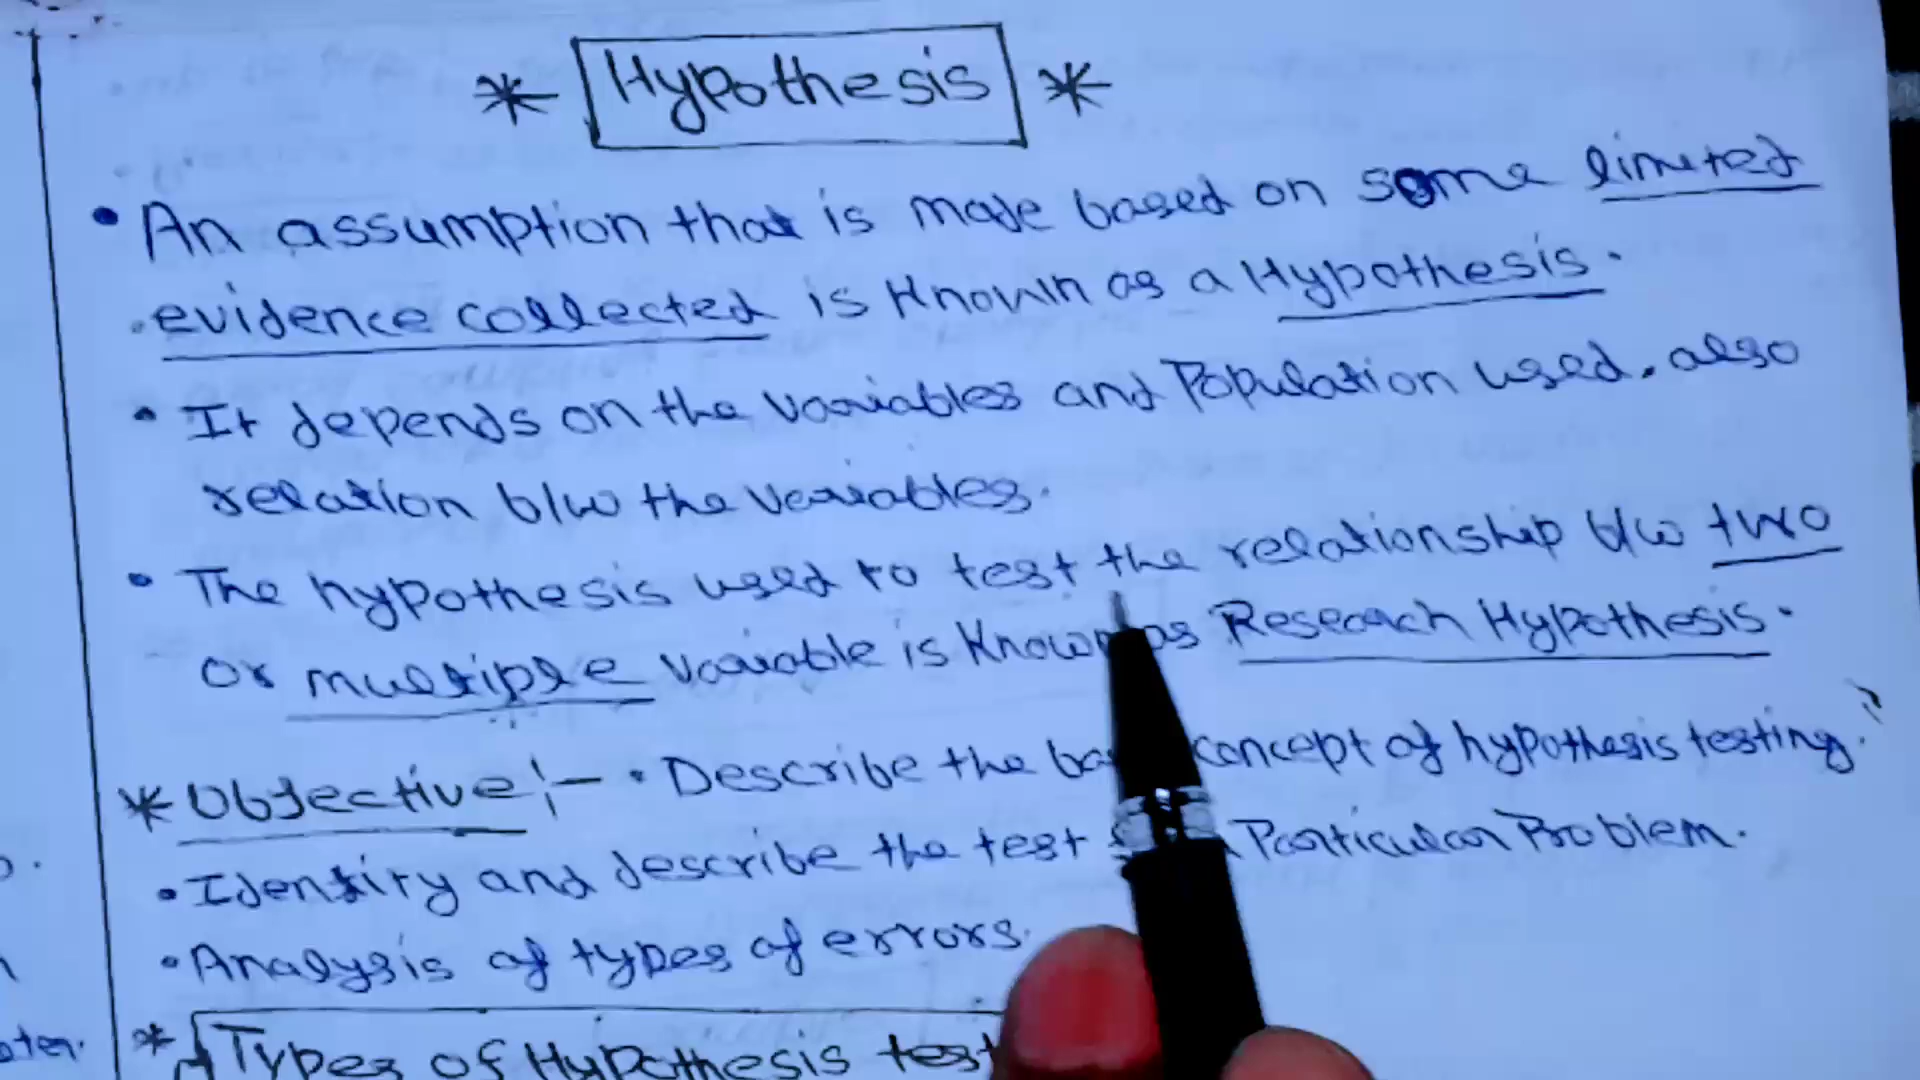 * Hypothesis *
• An assumption that is made based on some limited
evidence collected is known as a Hypothesis.
• It depends on the variables and Population used. also
relation b/w the variables.
• The hypothesis used to test the relationship b/w two
or multiple variable is known as Research Hypothesis.
* Objective :- • Describe the concept of hypothesis testing.
• Identity and describe the test Particular Problem.
• Analysis of types of errors.
* Types of Hypothesis test